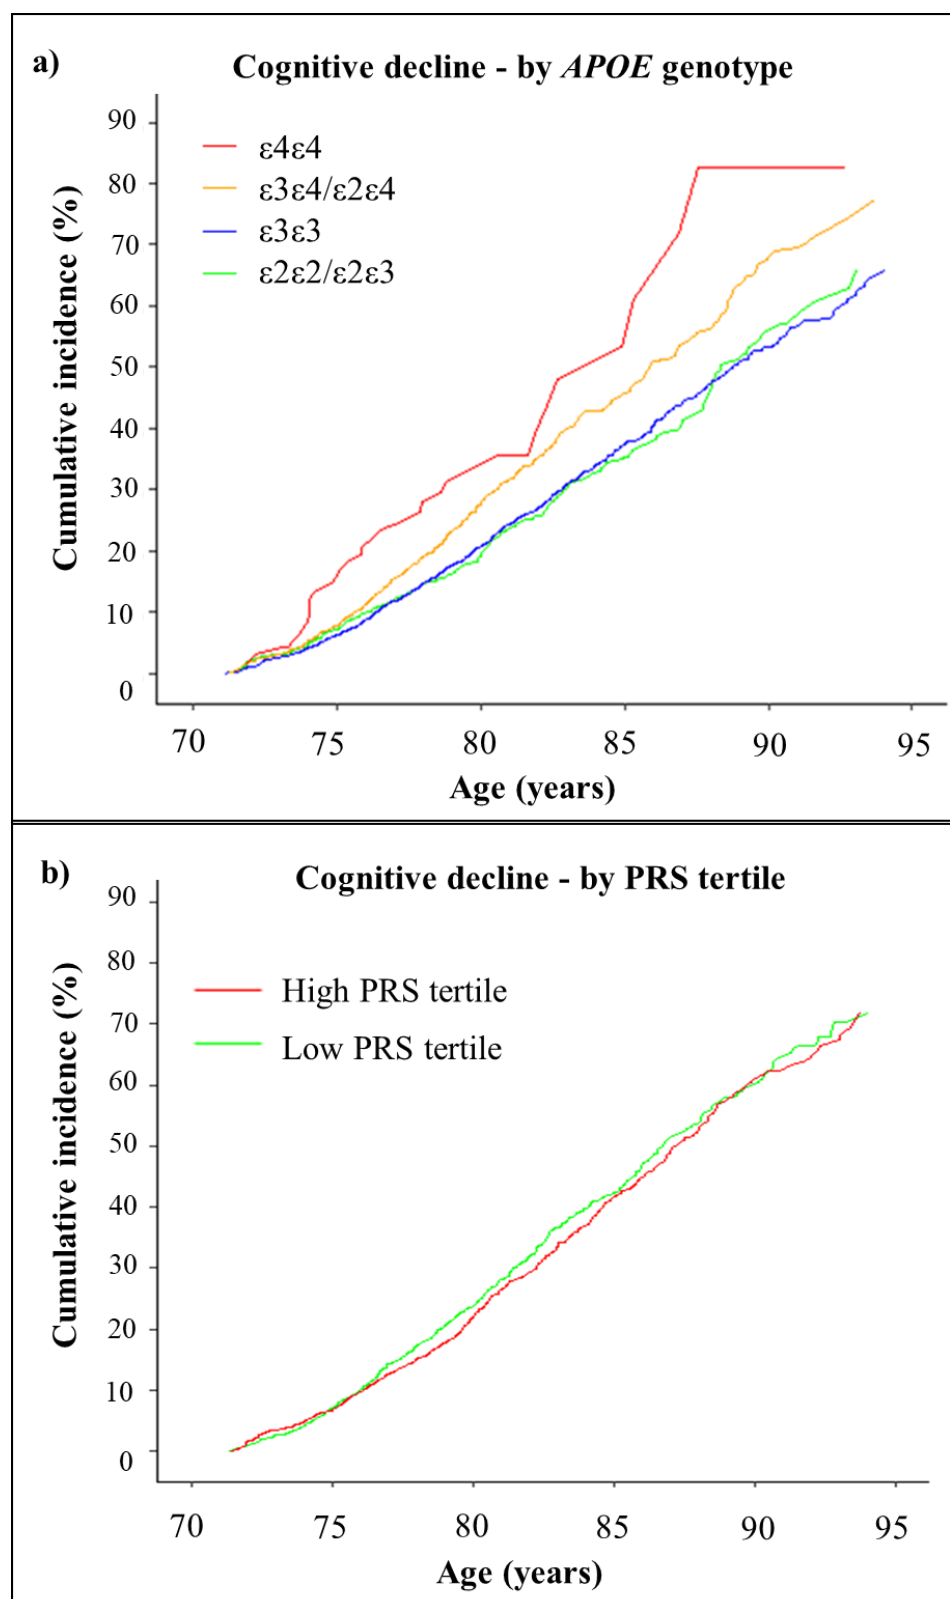 a)
Cognitive decline - by APOE genotype
90
80
70
60
50
40
30
20
10
0
Cumulative incidence (%)
ε4ε4
ε3ε4/ε2ε4
ε3ε3
ε2ε2/ε2ε3
70 75 80 85 90 95
Age (years)
b)
Cognitive decline - by PRS tertile
90
80
70
60
50
40
30
20
10
0
Cumulative incidence (%)
High PRS tertile
Low PRS tertile
70 75 80 85 90 95
Age (years)